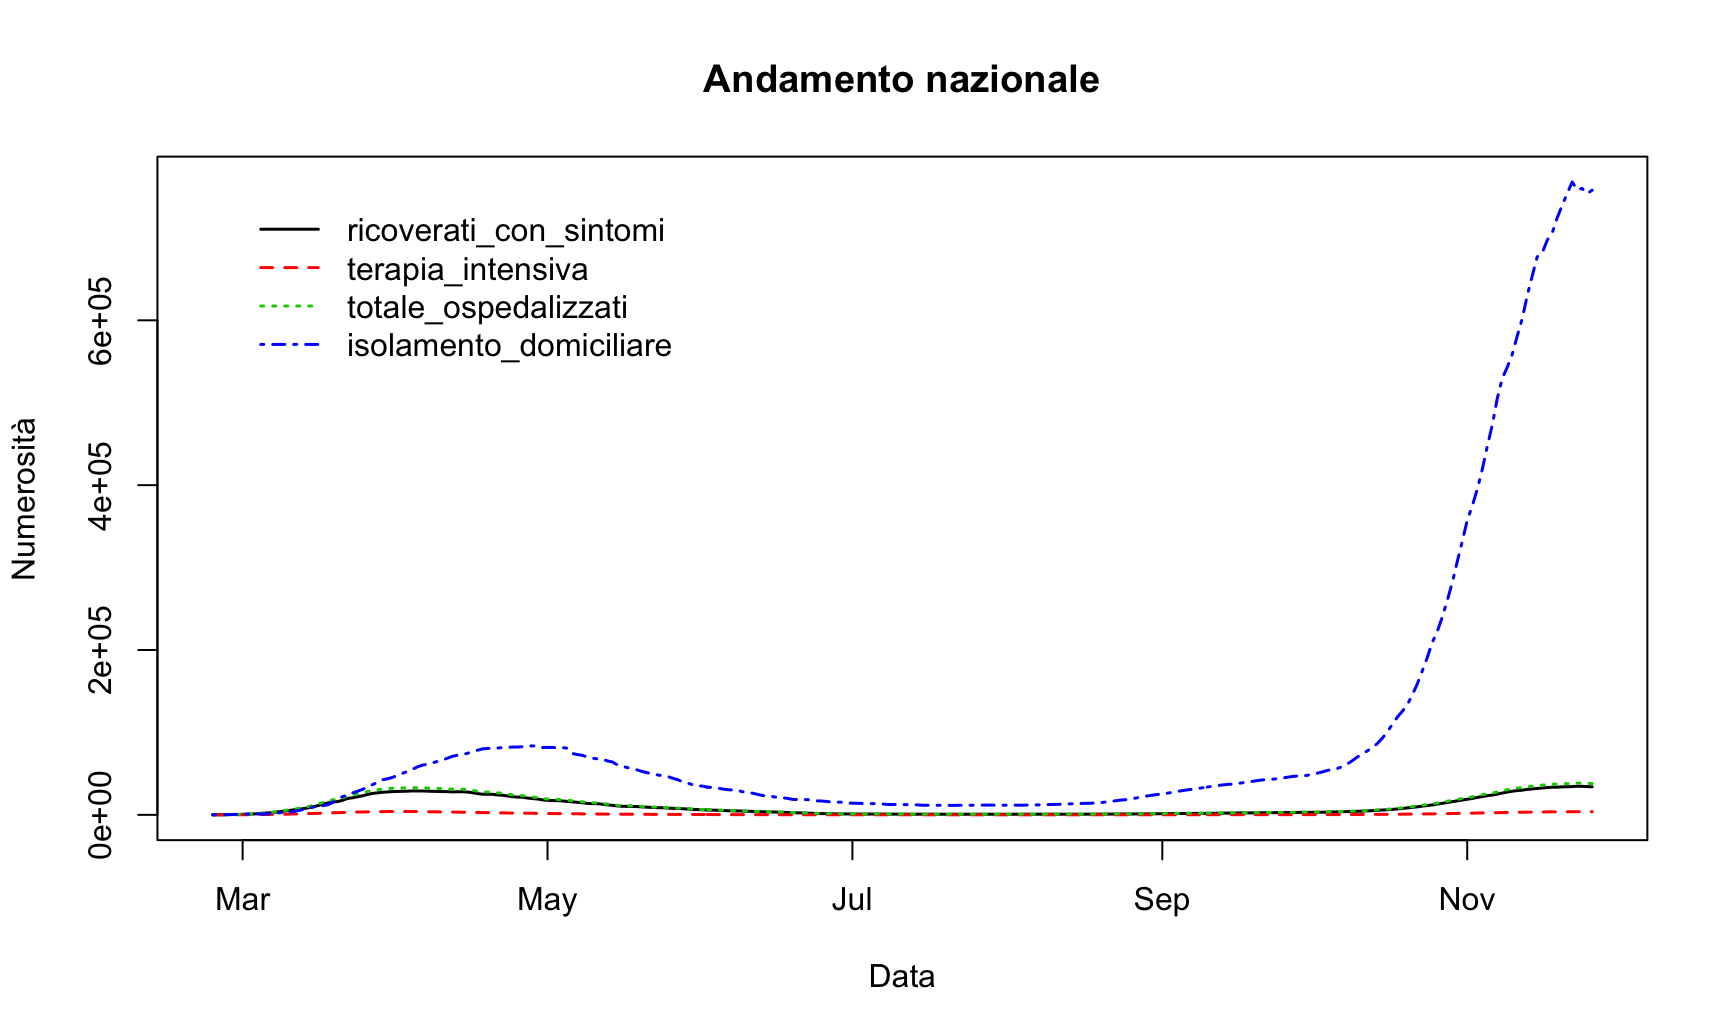 Andamento nazionale
ricoverati_con_sintomi
terapia_intensiva
totale_ospedalizzati
isolamento_domiciliare
6e+05
4e+05
2e+05
0e+00
Numerosità
Mar
May
Jul
Sep
Nov
Data